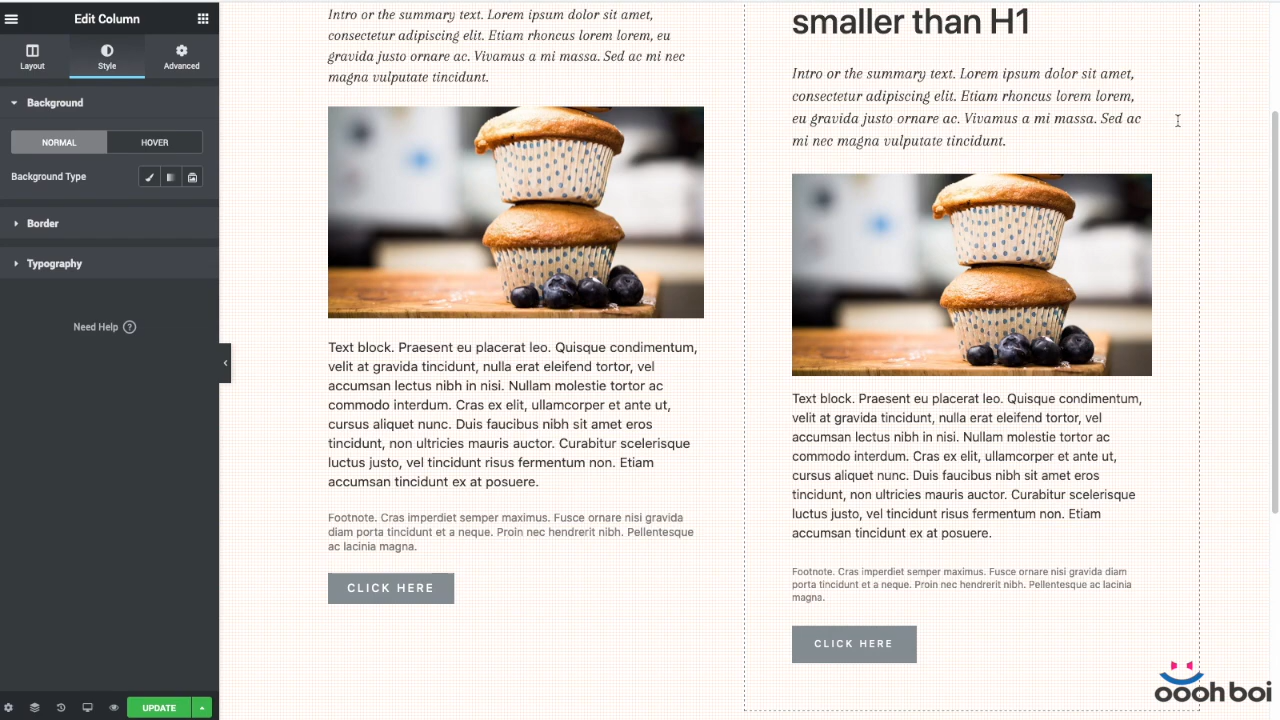 Edit Column
Layout
Style
Advanced
Background
NORMAL
HOVER
Background Type
Border
Typography
Need Help ?
UPDATE
Intro or the summary text. Lorem ipsum dolor sit amet,
consectetur adipiscing elit. Etiam rhoncus lorem lorem, eu
gravida justo ornare ac. Vivamus a mi massa. Sed ac mi nec
magna vulputate tincidunt.
Text block. Praesent eu placerat leo. Quisque condimentum,
velit at gravida tincidunt, nulla erat eleifend tortor, vel
accumsan lectus nibh in nisi. Nullam molestie tortor ac
commodo interdum. Cras ex elit, ullamcorper et ante ut,
cursus aliquet nunc. Duis faucibus nibh sit amet eros
tincidunt, non ultricies mauris auctor. Curabitur scelerisque
luctus justo, vel tincidunt risus fermentum non. Etiam
accumsan tincidunt ex at posuere.
Footnote. Cras imperdiet semper maximus. Fusce ornare nisi gravida
diam porta tincidunt et a neque. Proin nec hendrerit nibh. Pellentesque
ac lacinia magna.
CLICK HERE
smaller than H1
Intro or the summary text. Lorem ipsum dolor sit amet,
consectetur adipiscing elit. Etiam rhoncus lorem lorem,
eu gravida justo ornare ac. Vivamus a mi massa. Sed ac
mi nec magna vulputate tincidunt.
Text block. Praesent eu placerat leo. Quisque condimentum,
velit at gravida tincidunt, nulla erat eleifend tortor, vel
accumsan lectus nibh in nisi. Nullam molestie tortor ac
commodo interdum. Cras ex elit, ullamcorper et ante ut,
cursus aliquet nunc. Duis faucibus nibh sit amet eros
tincidunt, non ultricies mauris auctor. Curabitur scelerisque
luctus justo, vel tincidunt risus fermentum non. Etiam
accumsan tincidunt ex at posuere.
Footnote. Cras imperdiet semper maximus. Fusce ornare nisi gravida diam
porta tincidunt et a neque. Proin nec hendrerit nibh. Pellentesque ac lacinia
magna.
CLICK HERE
ooohboi